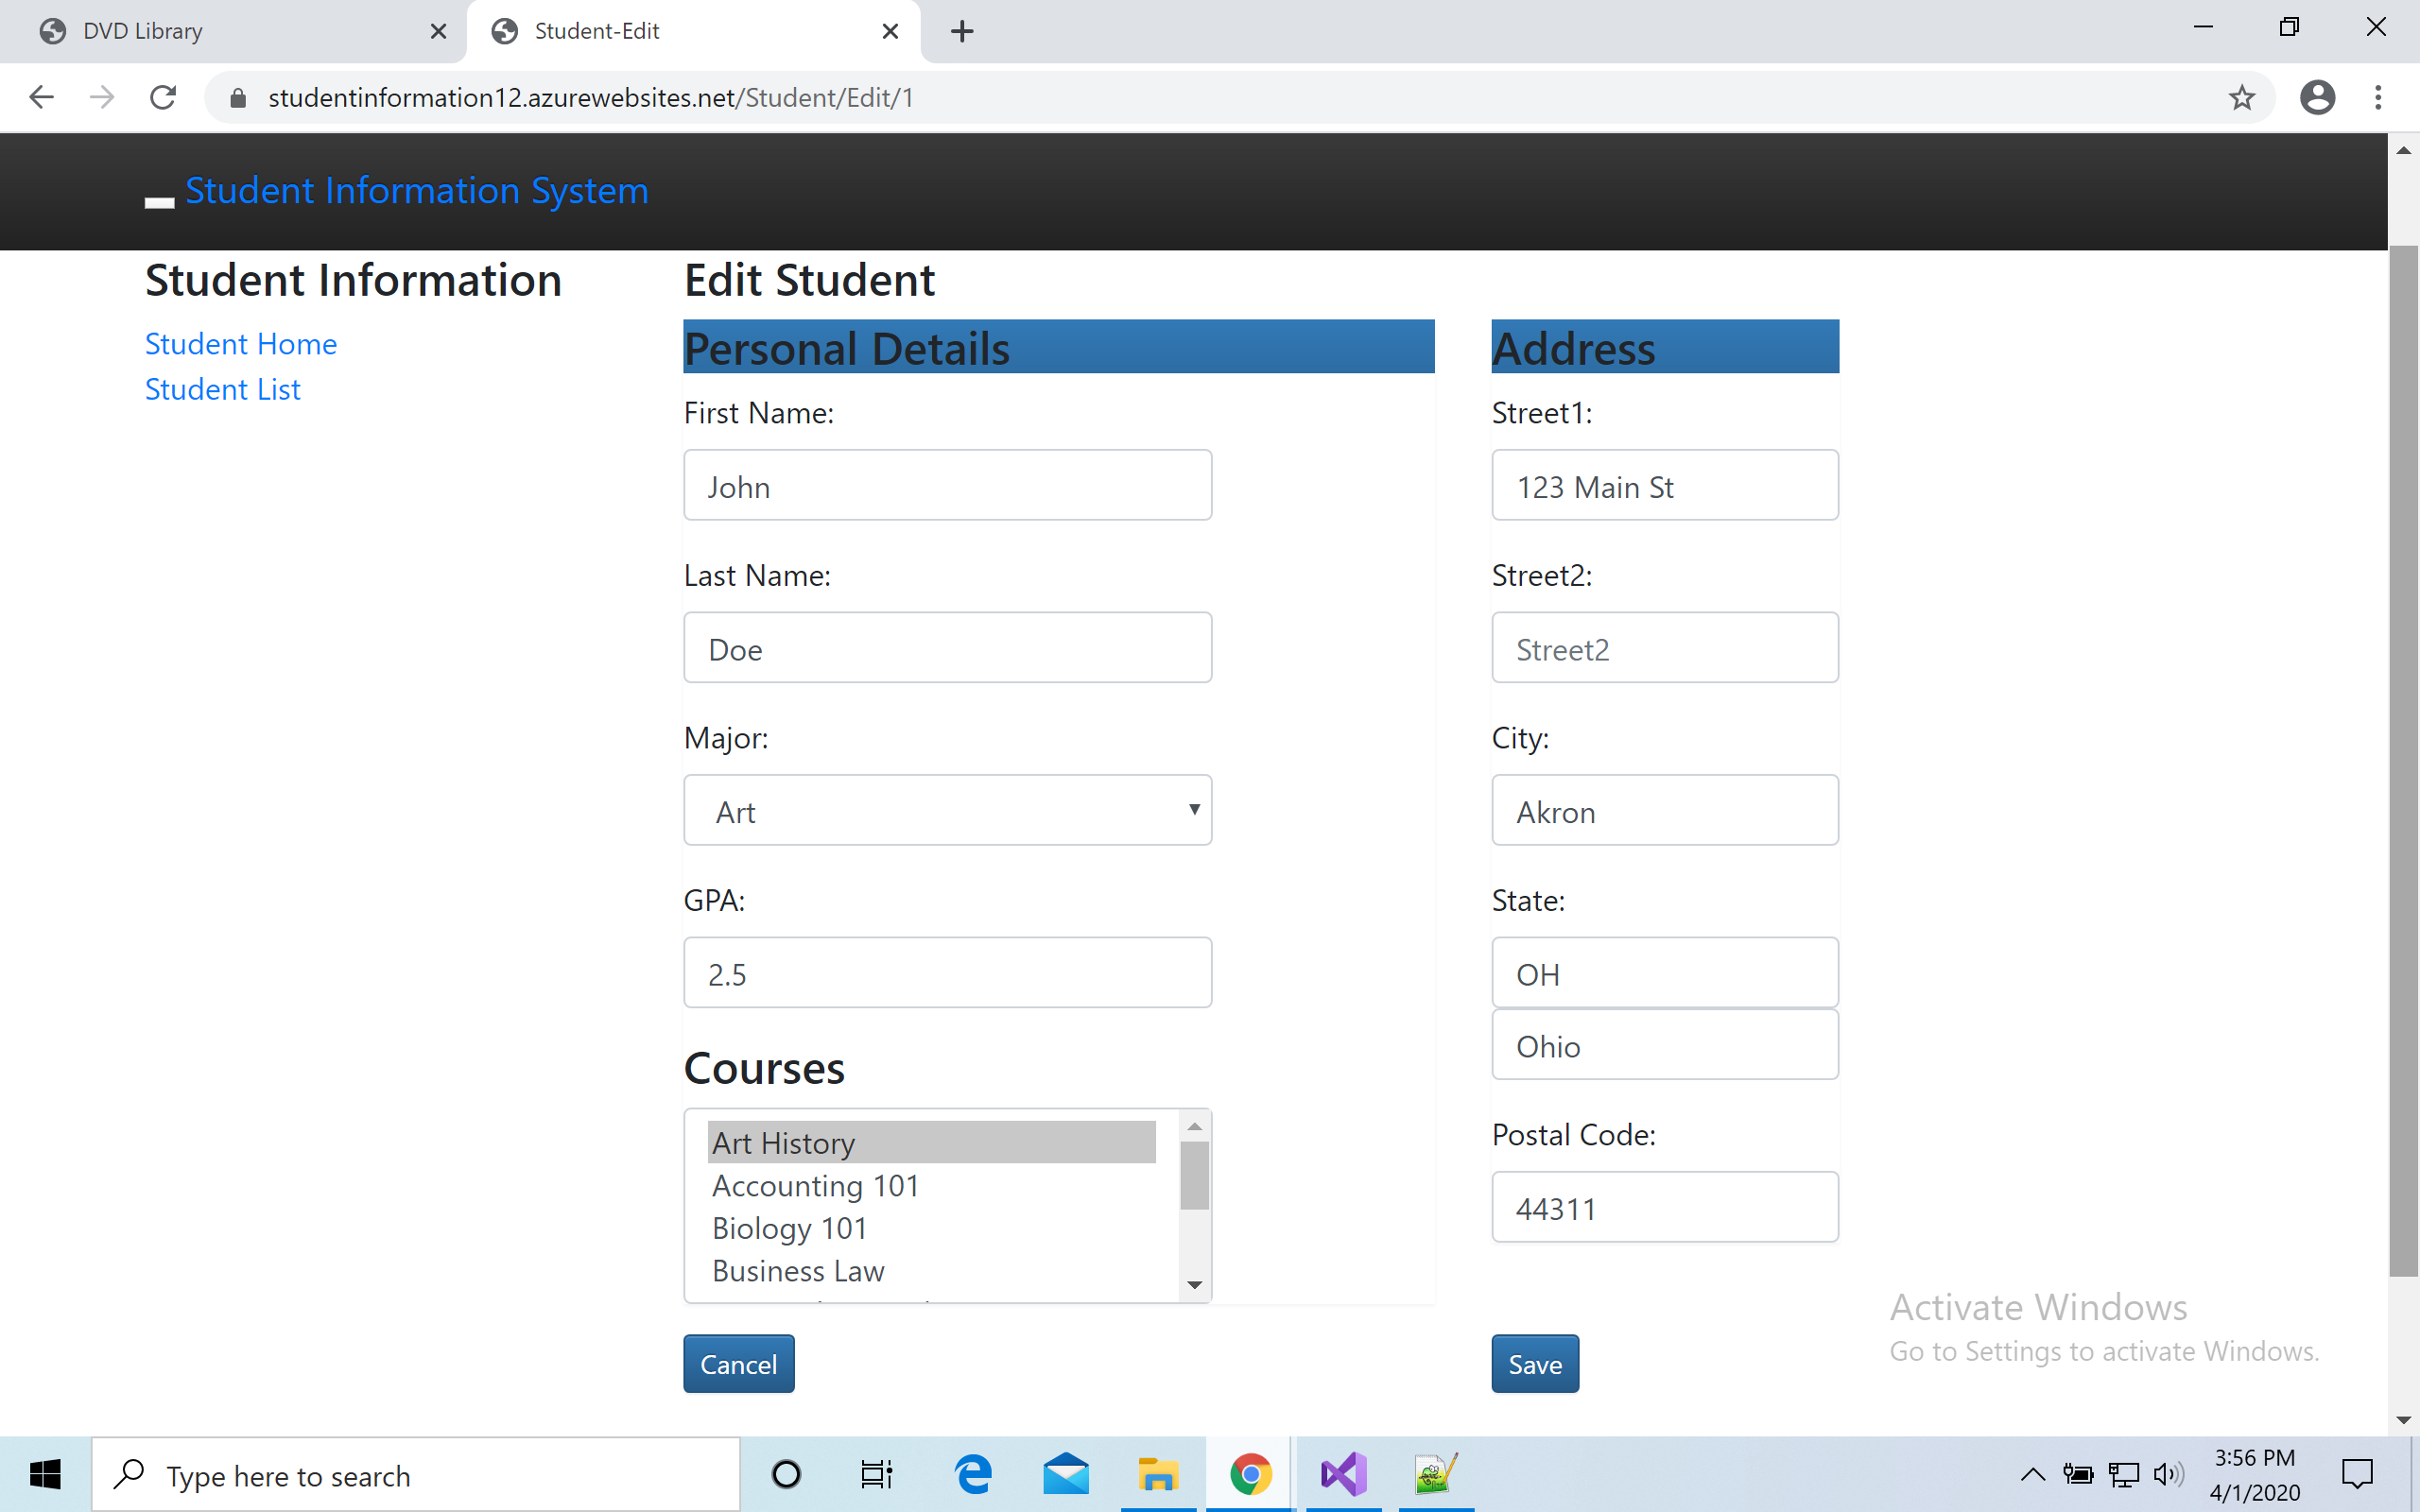 DVD Library
Student-Edit
studentinformation12.azurewebsites.net/Student/Edit/1
Student Information System
Student Information
Student Home
Student List
Edit Student
Personal Details
First Name:
John
Last Name:
Doe
Major:
Art
GPA:
2.5
Courses
Art History
Accounting 101
Biology 101
Business Law
Cancel
Address
Street1:
123 Main St
Street2:
Street2
City:
Akron
State:
OH
Ohio
Postal Code:
44311
Save
Activate Windows
Go to Settings to activate Windows.
Type here to search
3:56 PM
4/1/2020